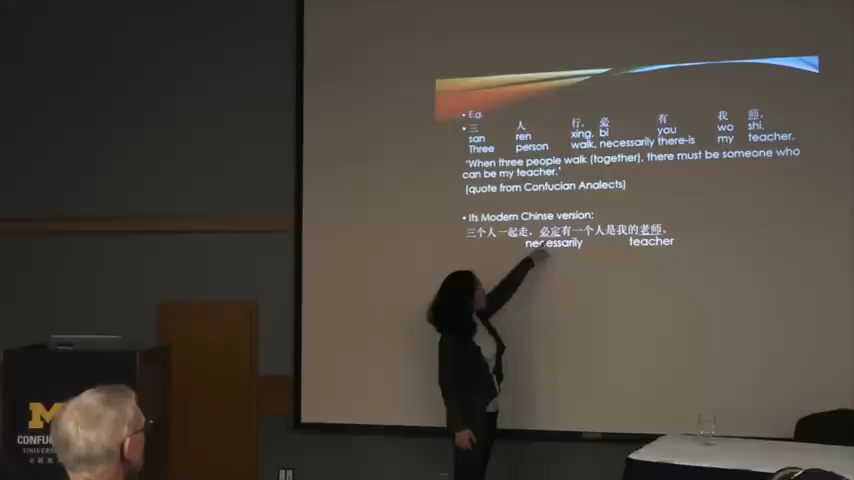 • E.g.
• 三 人 行, 必 有 我 师。
san ren xing, bi you wo shi.
Three person walk, necessarily there-is my teacher.
'When three people walk (together), there must be someone who
can be my teacher.'
(quote from Confucian Analects)
• Its Modern Chinse version:
三个人一起走，必定有一个人是我的老师。
necessarily teacher
M
CONFUC
UNIVERS